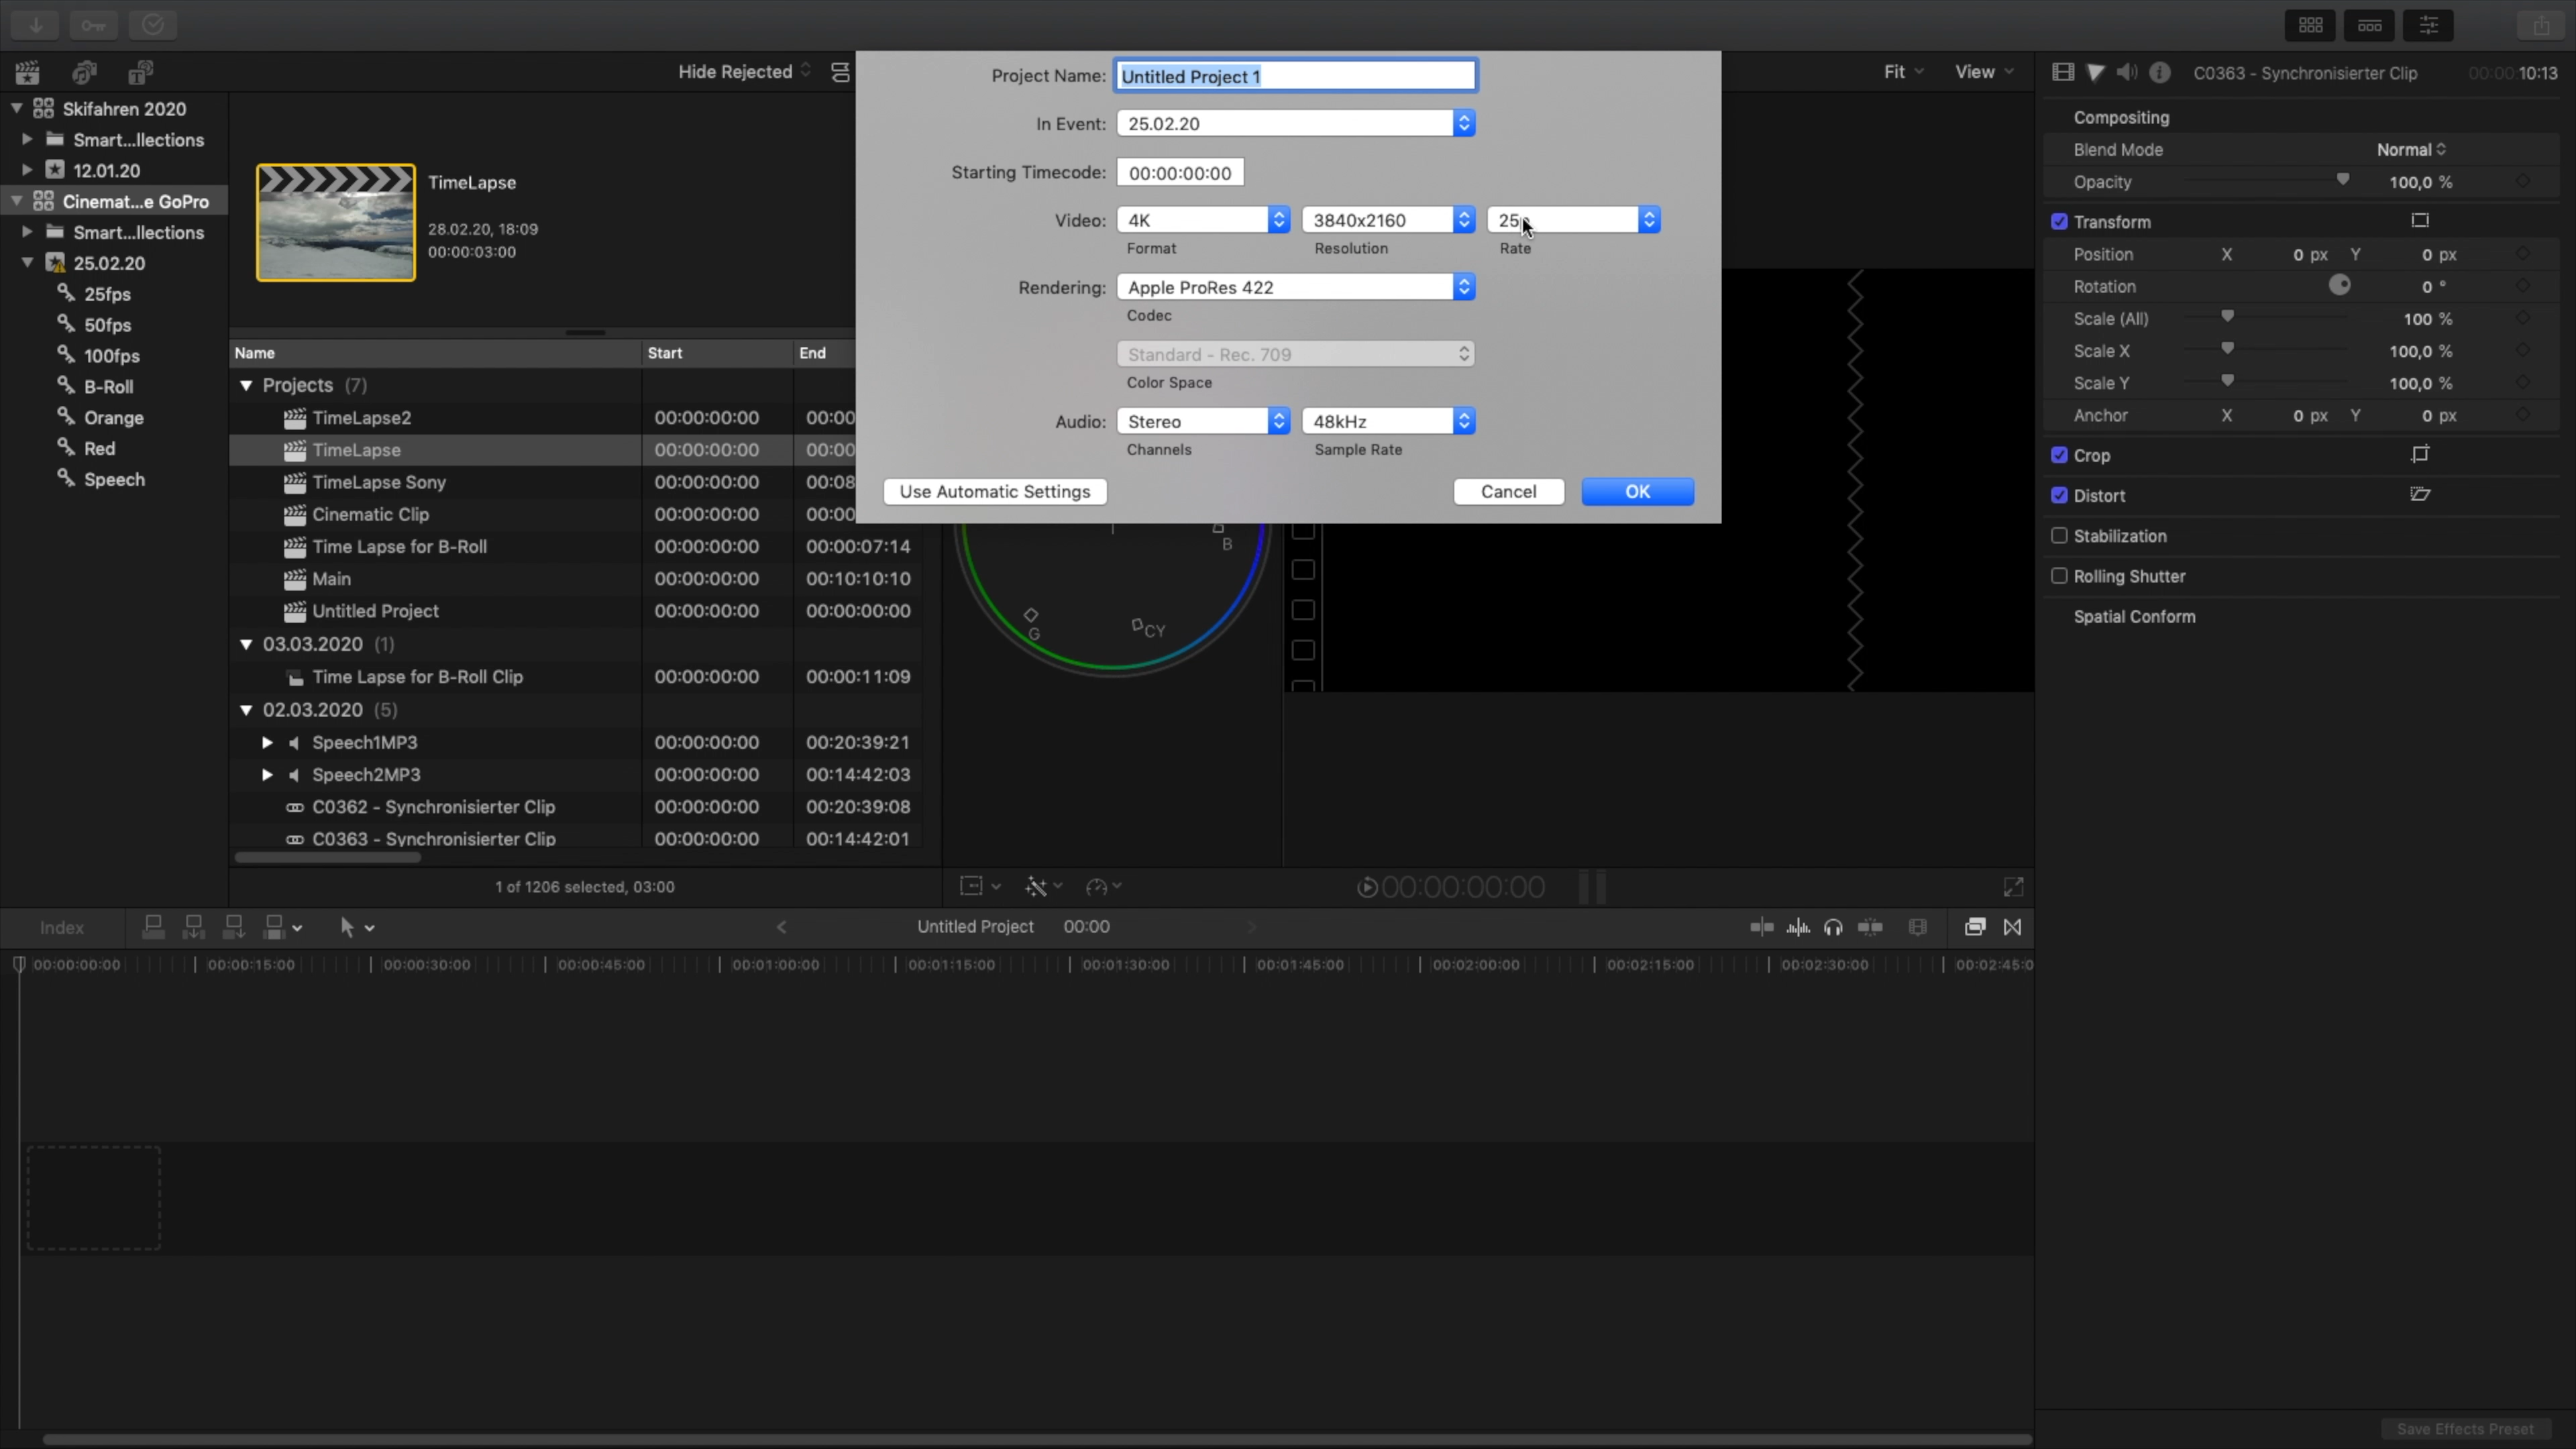 Hide Rejected
Fit
View
C0363 - Synchronisierter Clip
00:00:10:13
Skifahren 2020
Smart...llections
12.01.20
Cinemat...e GoPro
Smart...llections
25.02.20
25fps
50fps
100fps
B-Roll
Orange
Red
Speech
TimeLapse
28.02.20, 18:09
00:00:03:00
Name Start End
Projects (7)
TimeLapse2 00:00:00:00 00:00
TimeLapse 00:00:00:00 00:00
TimeLapse Sony 00:00:00:00 00:08
Cinematic Clip 00:00:00:00 00:00
Time Lapse for B-Roll 00:00:00:00 00:00:07:14
Main 00:00:00:00 00:10:10:10
Untitled Project 00:00:00:00 00:00:00:00
03.03.2020 (1)
Time Lapse for B-Roll Clip 00:00:00:00 00:00:11:09
02.03.2020 (5)
Speech1MP3 00:00:00:00 00:20:39:21
Speech2MP3 00:00:00:00 00:14:42:03
C0362 - Synchronisierter Clip 00:00:00:00 00:20:39:08
C0363 - Synchronisierter Clip 00:00:00:00 00:14:42:01
1 of 1206 selected, 03:00
Project Name: Untitled Project 1
In Event: 25.02.20
Starting Timecode: 00:00:00:00
Video: 4K 3840x2160 25
Format Resolution Rate
Rendering: Apple ProRes 422
Codec
Standard - Rec. 709
Color Space
Audio: Stereo 48kHz
Channels Sample Rate
Use Automatic Settings Cancel OK
B
G
CY
00:00:00:00
Compositing
Blend Mode Normal
Opacity 100,0 %
Transform
Position X 0 px Y 0 px
Rotation 0 °
Scale (All) 100 %
Scale X 100,0 %
Scale Y 100,0 %
Anchor X 0 px Y 0 px
Crop
Distort
Stabilization
Rolling Shutter
Spatial Conform
Index
Untitled Project 00:00
00:00:00:00 00:00:15:00 00:00:30:00 00:00:45:00 00:01:00:00 00:01:15:00 00:01:30:00 00:01:45:00 00:02:00:00 00:02:15:00 00:02:30:00 00:02:45:0
Save Effects Preset